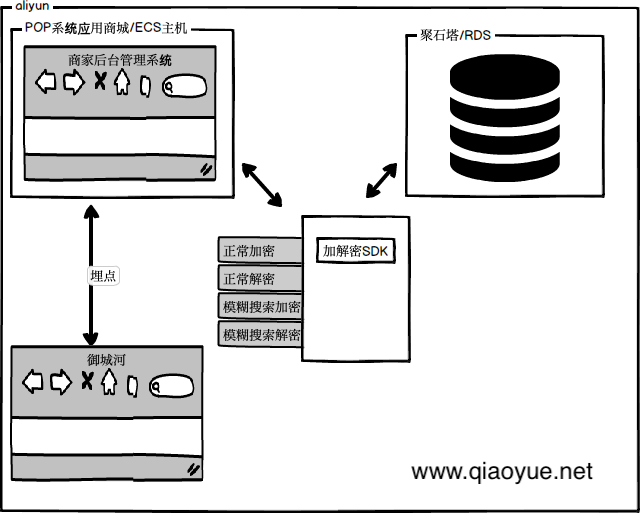 aliyun
POP系统应用商城/ECS主机
商家后台管理系统
聚石塔/RDS
正常加密
正常解密
模糊搜索加密
模糊搜索解密
加解密SDK
埋点
御城河
www.qiaoyue.net